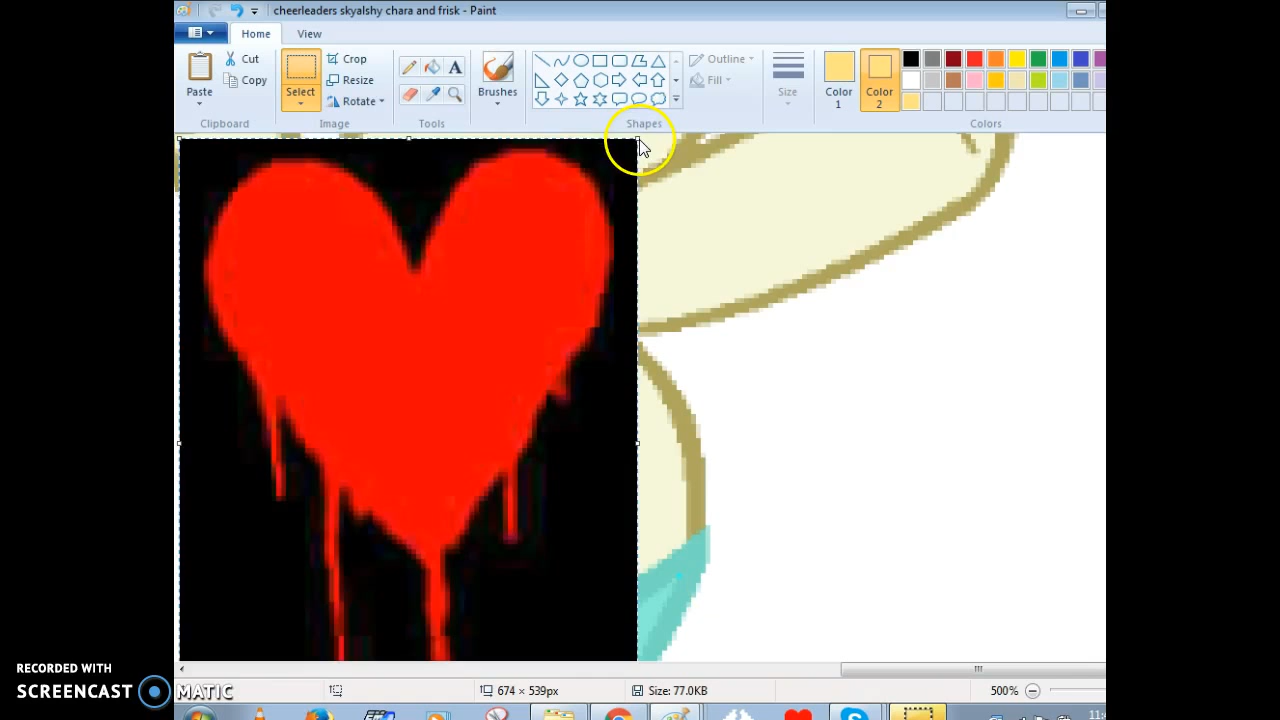 cheerleaders skyalshy chara and frisk - Paint
Home View
Paste
Cut
Copy
Clipboard
Select
Crop
Resize
Rotate
Image
A
Tools
Brushes
Shapes
Outline
Fill
Size
Color
1
Color
2
Colors
RECORDED WITH
SCREENCAST MATIC
674 × 539px
Size: 77.0KB
500%